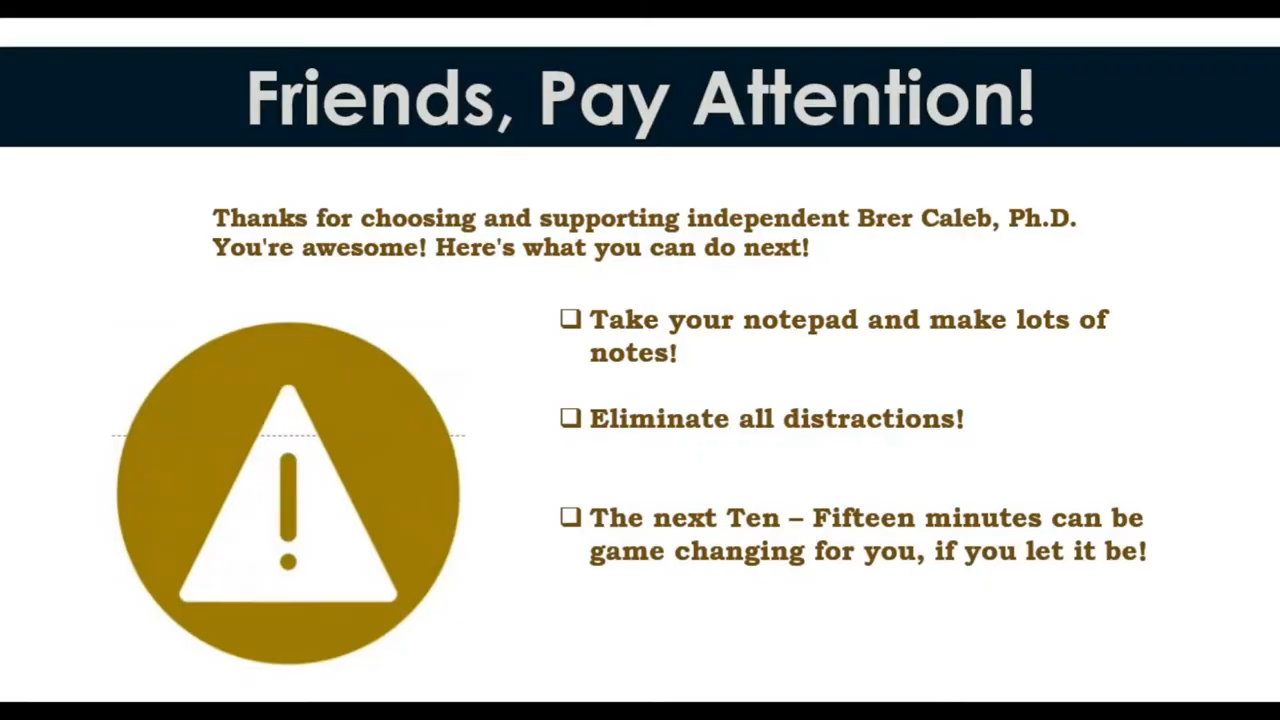 Friends, Pay Attention!
Thanks for choosing and supporting independent Brer Caleb, Ph.D.
You're awesome! Here's what you can do next!
❑ Take your notepad and make lots of
notes!
❑ Eliminate all distractions!
❑ The next Ten – Fifteen minutes can be
game changing for you, if you let it be!